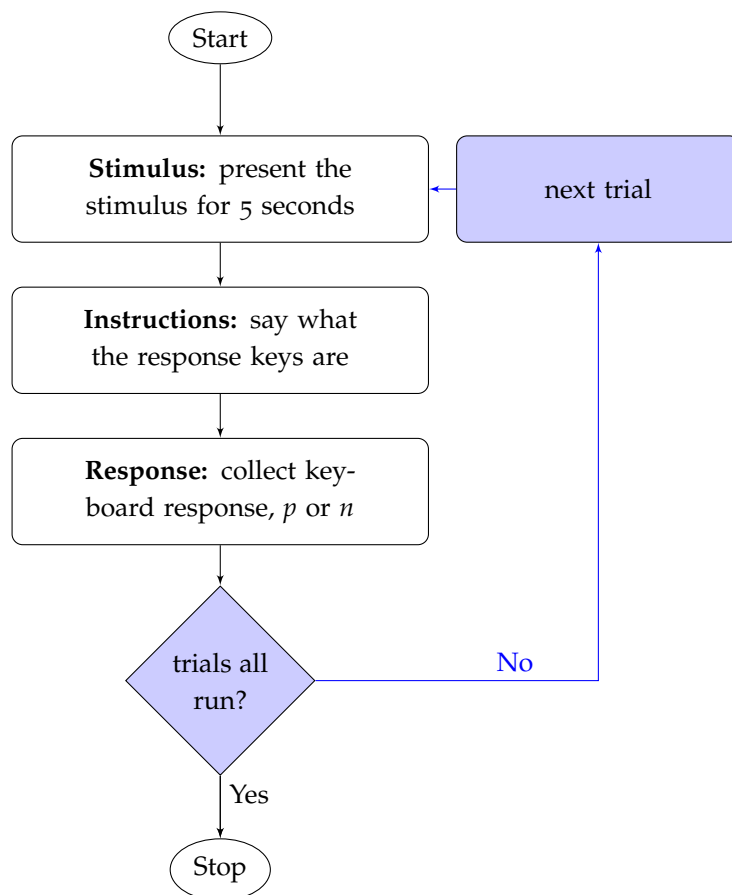 Start
Stimulus: present the
stimulus for 5 seconds
next trial
Instructions: say what
the response keys are
Response: collect key-
board response, p or n
trials all
run?
No
Yes
Stop